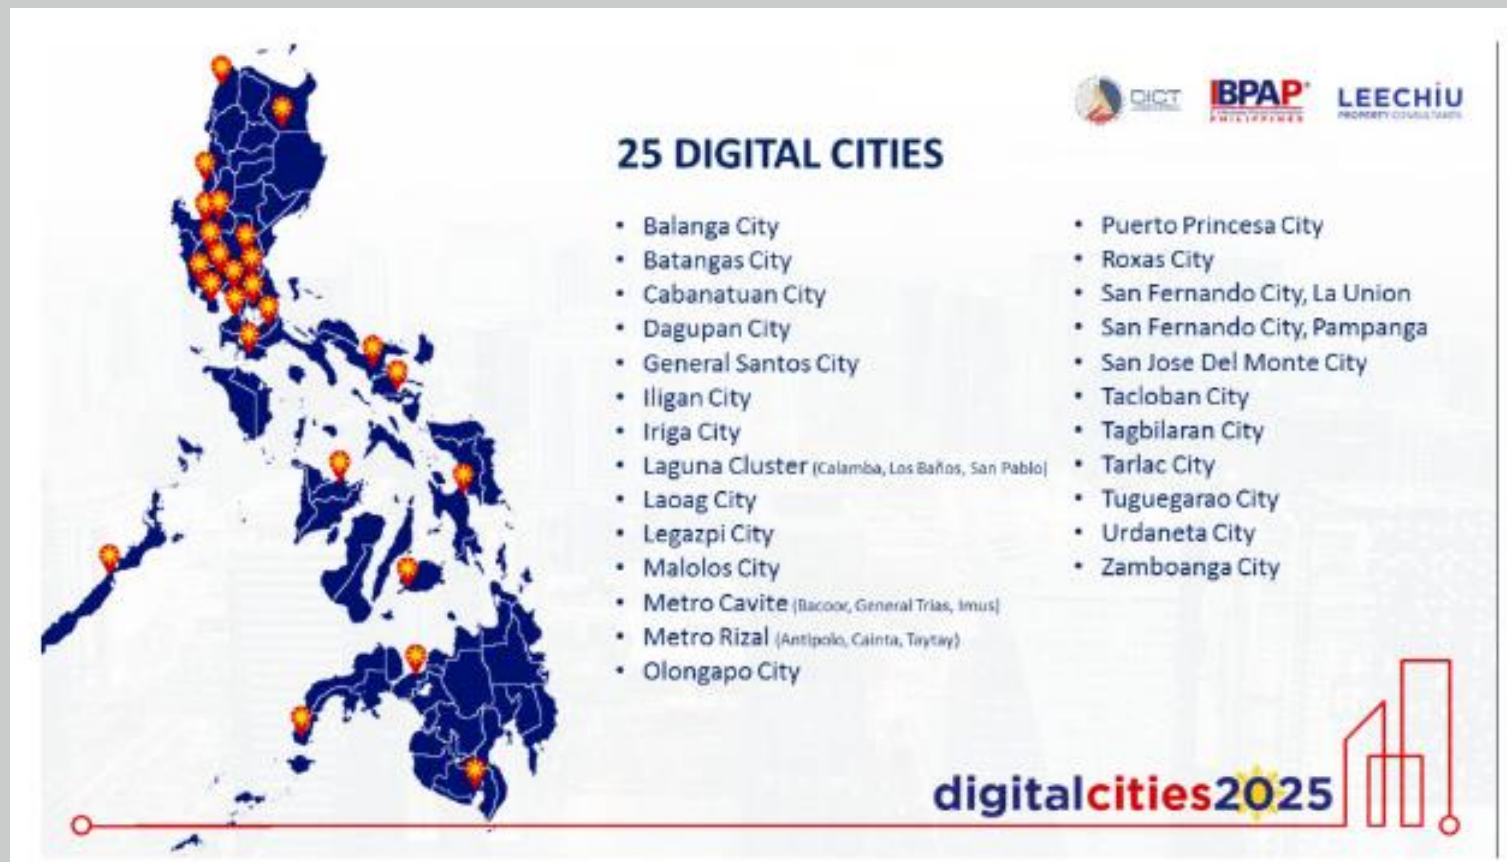 DICT
IBPAP
PHILIPPINES
LEECHIU
PROPERTY CONSULTANTS
25 DIGITAL CITIES
• Balanga City
• Batangas City
• Cabanatuan City
• Dagupan City
• General Santos City
• Iligan City
• Iriga City
• Laguna Cluster (Calamba, Los Baños, San Pablo)
• Laoag City
• Legazpi City
• Malolos City
• Metro Cavite (Bacoor, General Trias, Imus)
• Metro Rizal (Antipolo, Cainta, Taytay)
• Olongapo City
• Puerto Princesa City
• Roxas City
• San Fernando City, La Union
• San Fernando City, Pampanga
• San Jose Del Monte City
• Tacloban City
• Tagbilaran City
• Tarlac City
• Tuguegarao City
• Urdaneta City
• Zamboanga City
digitalcities2025